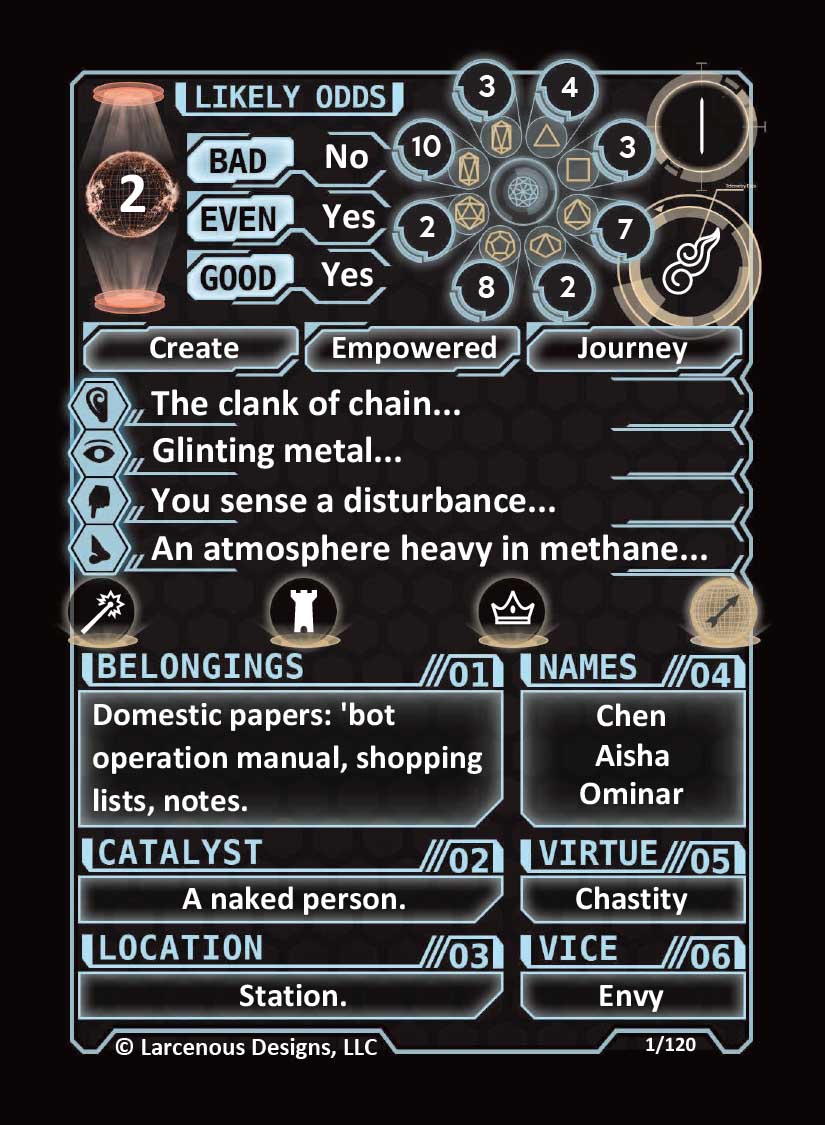 2
LIKELY ODDS
BAD No
EVEN Yes
GOOD Yes
3
4
10
3
2
7
8
2
Telemetry Data
Create Empowered Journey
The clank of chain...
Glinting metal...
You sense a disturbance...
An atmosphere heavy in methane...
BELONGINGS ///01
Domestic papers: 'bot
operation manual, shopping
lists, notes.
NAMES ///04
Chen
Aisha
Ominar
CATALYST ///02
A naked person.
VIRTUE ///05
Chastity
LOCATION ///03
Station.
VICE ///06
Envy
© Larcenous Designs, LLC
1/120